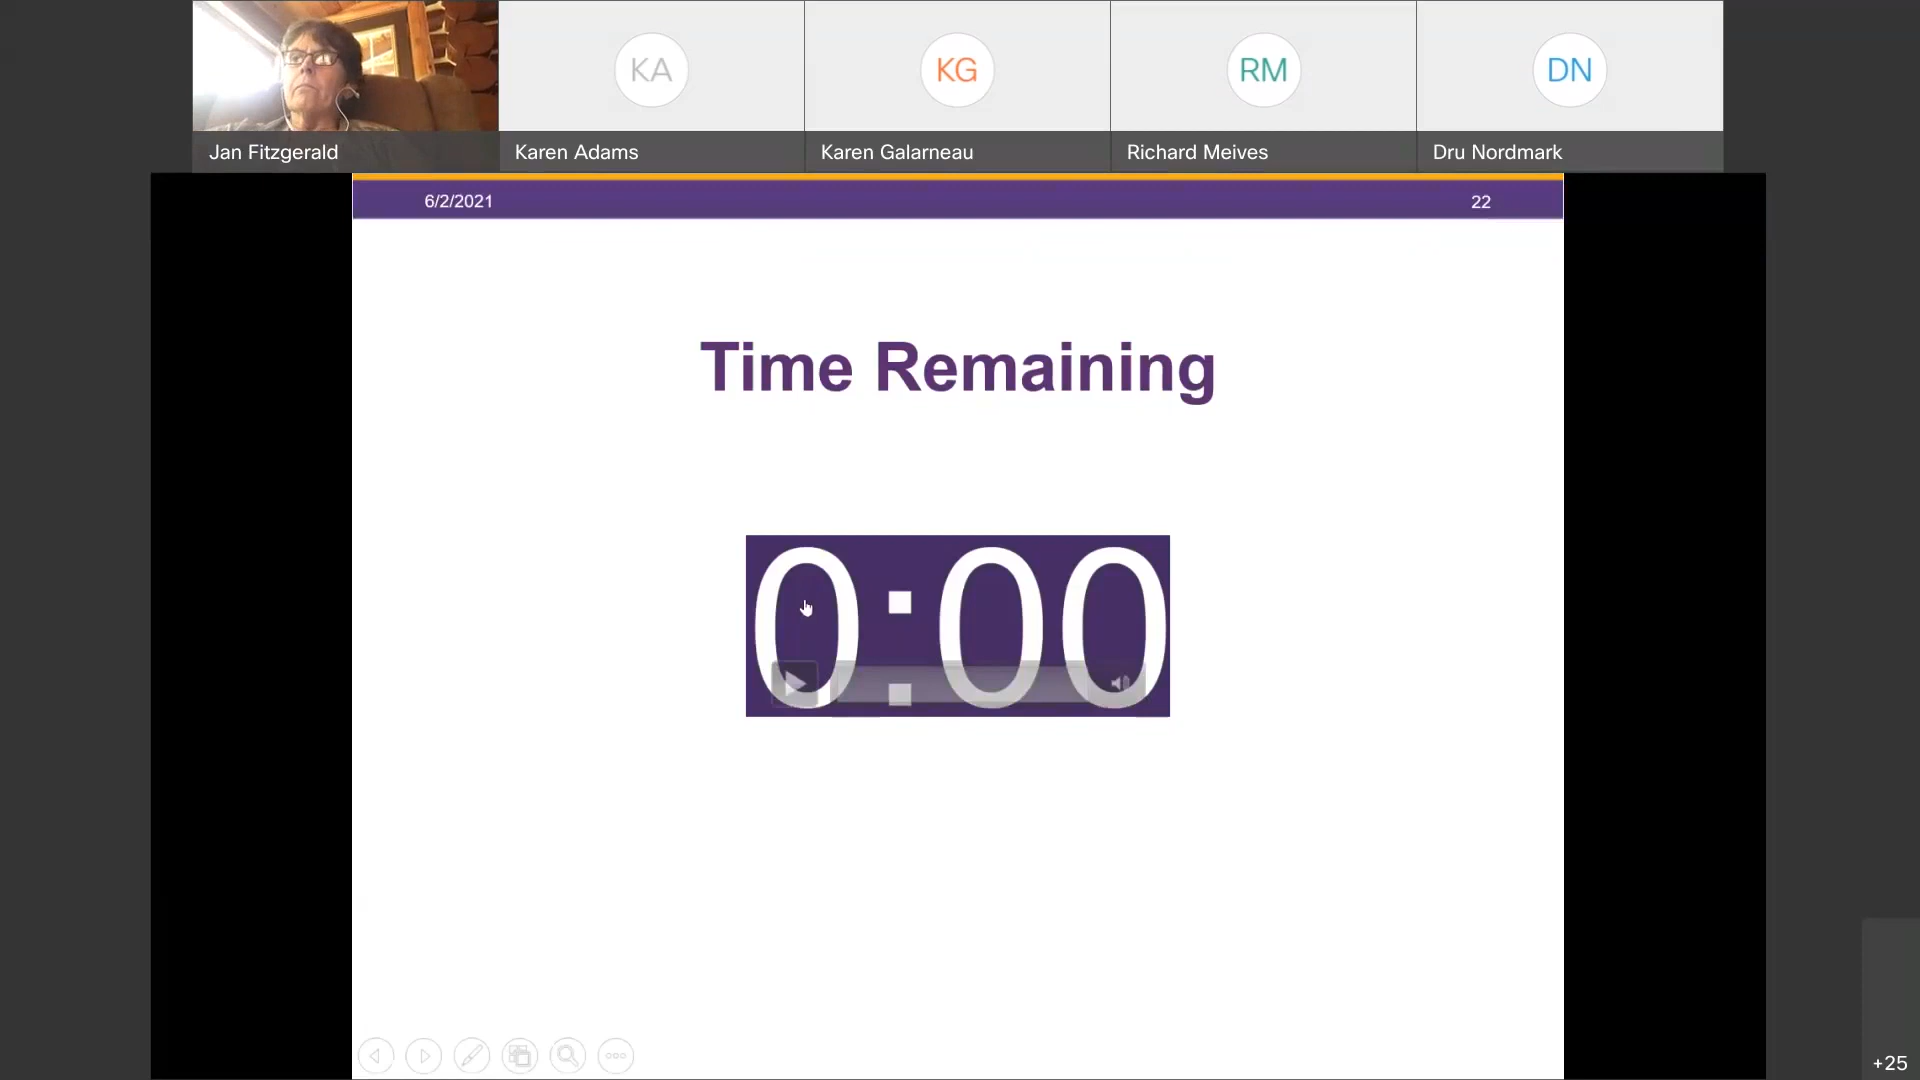 KA
KG
RM
DN
Jan Fitzgerald
Karen Adams
Karen Galarneau
Richard Meives
Dru Nordmark
6/2/2021
22
Time Remaining
0:00
+25